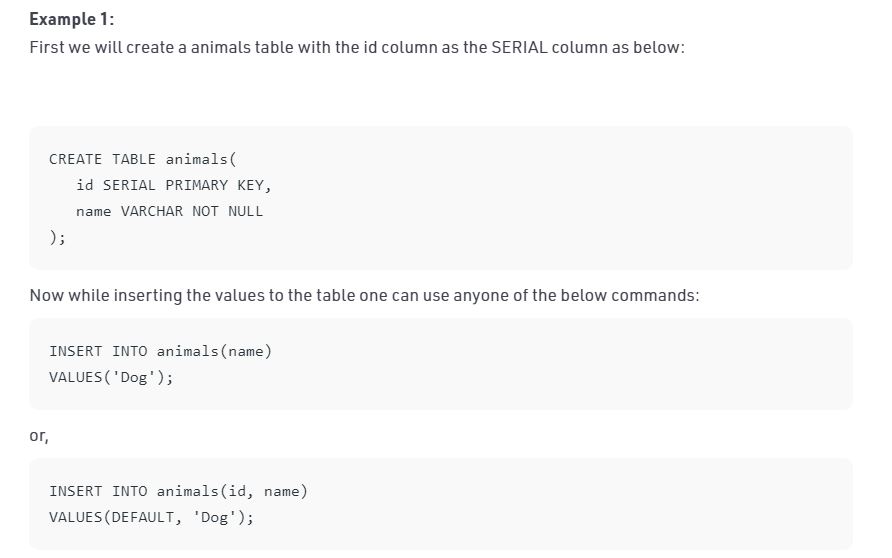 Example 1:
First we will create a animals table with the id column as the SERIAL column as below:
CREATE TABLE animals(
   id SERIAL PRIMARY KEY,
   name VARCHAR NOT NULL
);
Now while inserting the values to the table one can use anyone of the below commands:
INSERT INTO animals(name)
VALUES('Dog');
or,
INSERT INTO animals(id, name)
VALUES(DEFAULT, 'Dog');